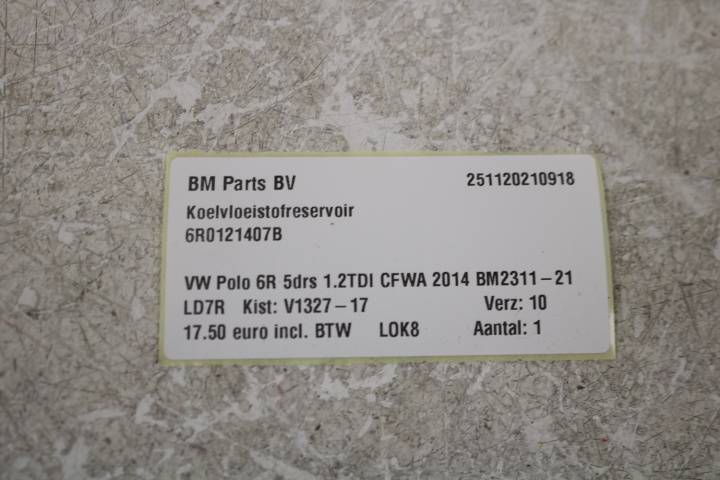 BM Parts BV 251120210918
Koelvloeistofreservoir
6R0121407B
VW Polo 6R 5drs 1.2TDI CFWA 2014 BM2311-21
LD7R Kist: V1327-17 Verz: 10
17.50 euro incl. BTW LOK8 Aantal: 1